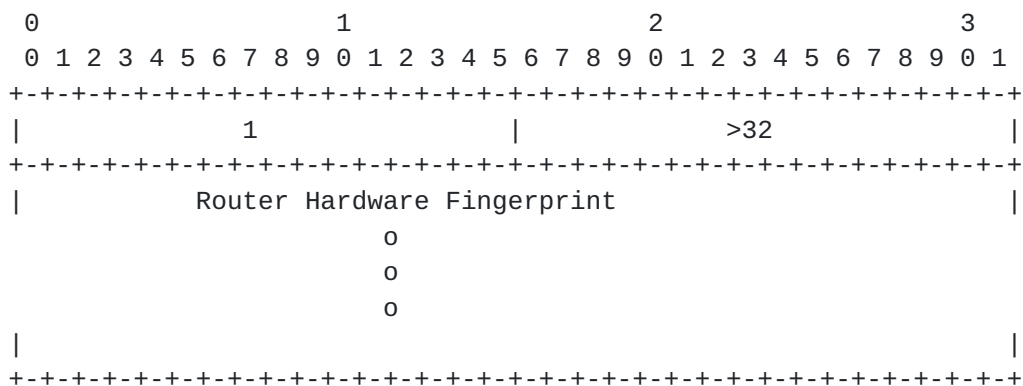 0                   1                   2                   3
 0 1 2 3 4 5 6 7 8 9 0 1 2 3 4 5 6 7 8 9 0 1 2 3 4 5 6 7 8 9 0 1
+-+-+-+-+-+-+-+-+-+-+-+-+-+-+-+-+-+-+-+-+-+-+-+-+-+-+-+-+-+-+-+-+
|              1                |             >32               |
+-+-+-+-+-+-+-+-+-+-+-+-+-+-+-+-+-+-+-+-+-+-+-+-+-+-+-+-+-+-+-+-+
|           Router Hardware Fingerprint                         |
                        o
                        o
                        o
|                                                               |
+-+-+-+-+-+-+-+-+-+-+-+-+-+-+-+-+-+-+-+-+-+-+-+-+-+-+-+-+-+-+-+-+